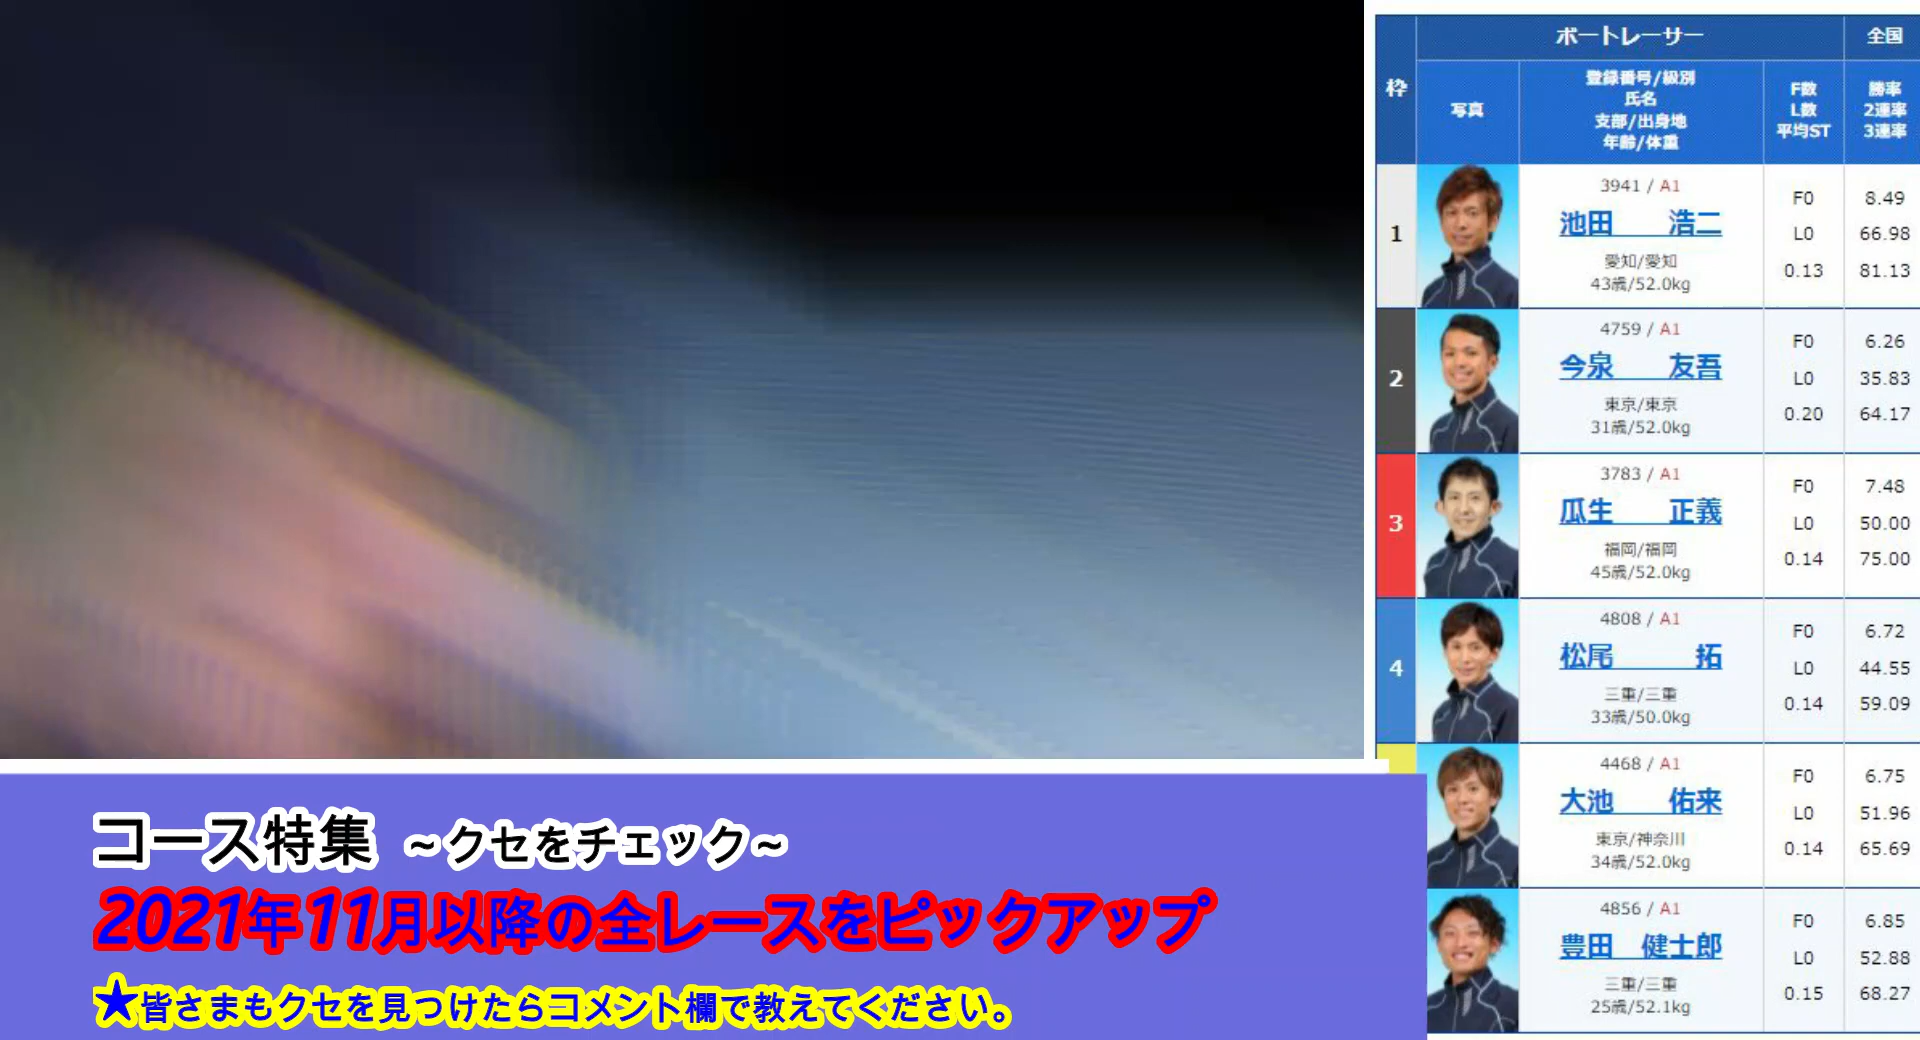 ボートレーサー 全国
枠
写真
登録番号/級別
氏名
支部/出身地
年齢/体重
F数
L数
平均ST
勝率
2連率
3連率
1
3941 / A1
池田 浩二
愛知/愛知
43歳/52.0kg
F0
L0
0.13
8.49
66.98
81.13
2
4759 / A1
今泉 友吾
東京/東京
31歳/52.0kg
F0
L0
0.20
6.26
35.83
64.17
3
3783 / A1
瓜生 正義
福岡/福岡
45歳/52.0kg
F0
L0
0.14
7.48
50.00
75.00
4
4808 / A1
松尾 拓
三重/三重
33歳/50.0kg
F0
L0
0.14
6.72
44.55
59.09
4468 / A1
大池 佑来
東京/神奈川
34歳/52.0kg
F0
L0
0.14
6.75
51.96
65.69
4856 / A1
豊田 健士郎
三重/三重
25歳/52.1kg
F0
L0
0.15
6.85
52.88
68.27
コース特集 ~クセをチェック~
2021年11月以降の全レースをピックアップ
★皆さまもクセを見つけたらコメント欄で教えてください。